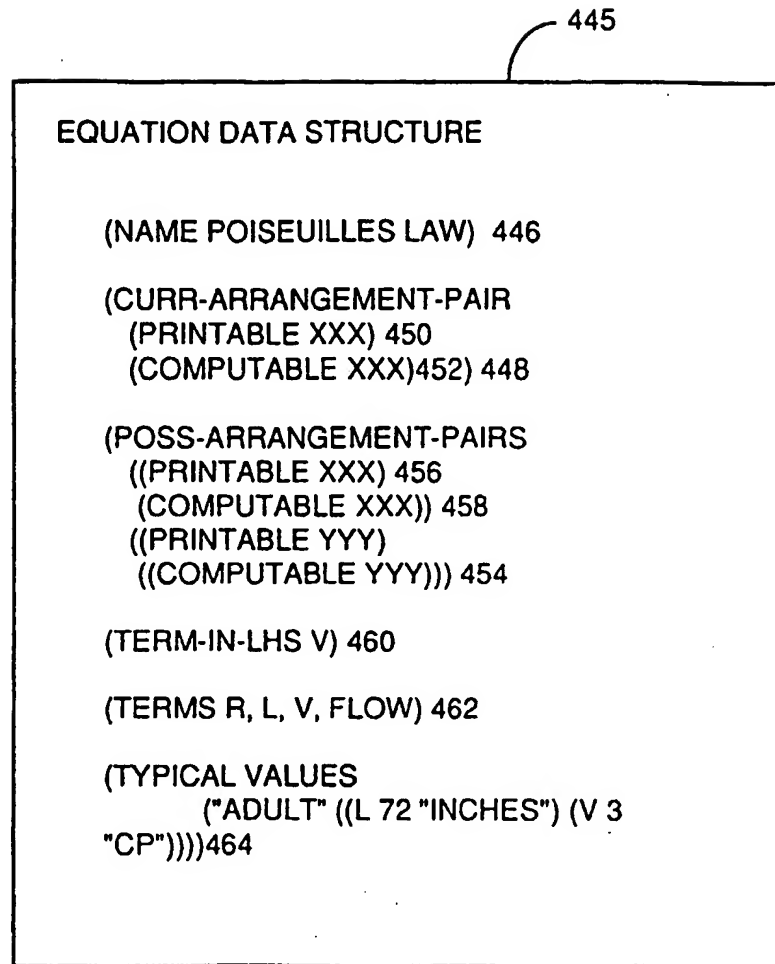 445
EQUATION DATA STRUCTURE
(NAME POISEUILLES LAW) 446
(CURR-ARRANGEMENT-PAIR
(PRINTABLE XXX) 450
(COMPUTABLE XXX)452) 448
(POSS-ARRANGEMENT-PAIRS
((PRINTABLE XXX) 456
(COMPUTABLE XXX)) 458
((PRINTABLE YYY)
((COMPUTABLE YYY))) 454
(TERM-IN-LHS V) 460
(TERMS R, L, V, FLOW) 462
(TYPICAL VALUES
("ADULT" ((L 72 "INCHES") (V 3
"CP"))))464